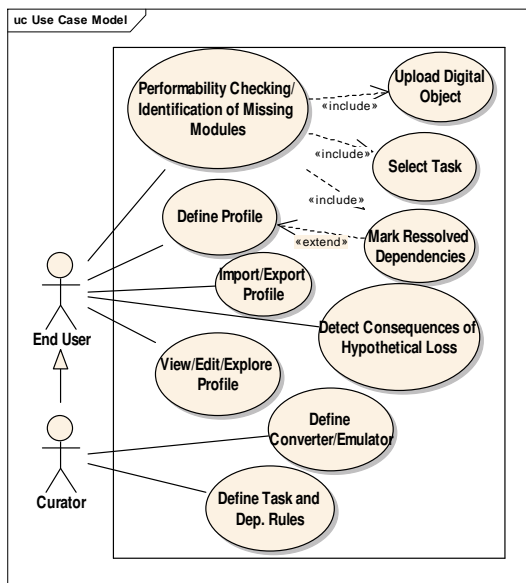 uc Use Case Model
Performability Checking/
Identification of Missing
Modules
Upload Digital
Object
«include»
«include»
Select Task
«include»
Define Profile
«extend»
Mark Ressolved
Dependencies
Import/Export
Profile
End User
Detect Consequences of
Hypothetical Loss
View/Edit/Explore
Profile
Define
Converter/Emulator
Curator
Define Task and
Dep. Rules